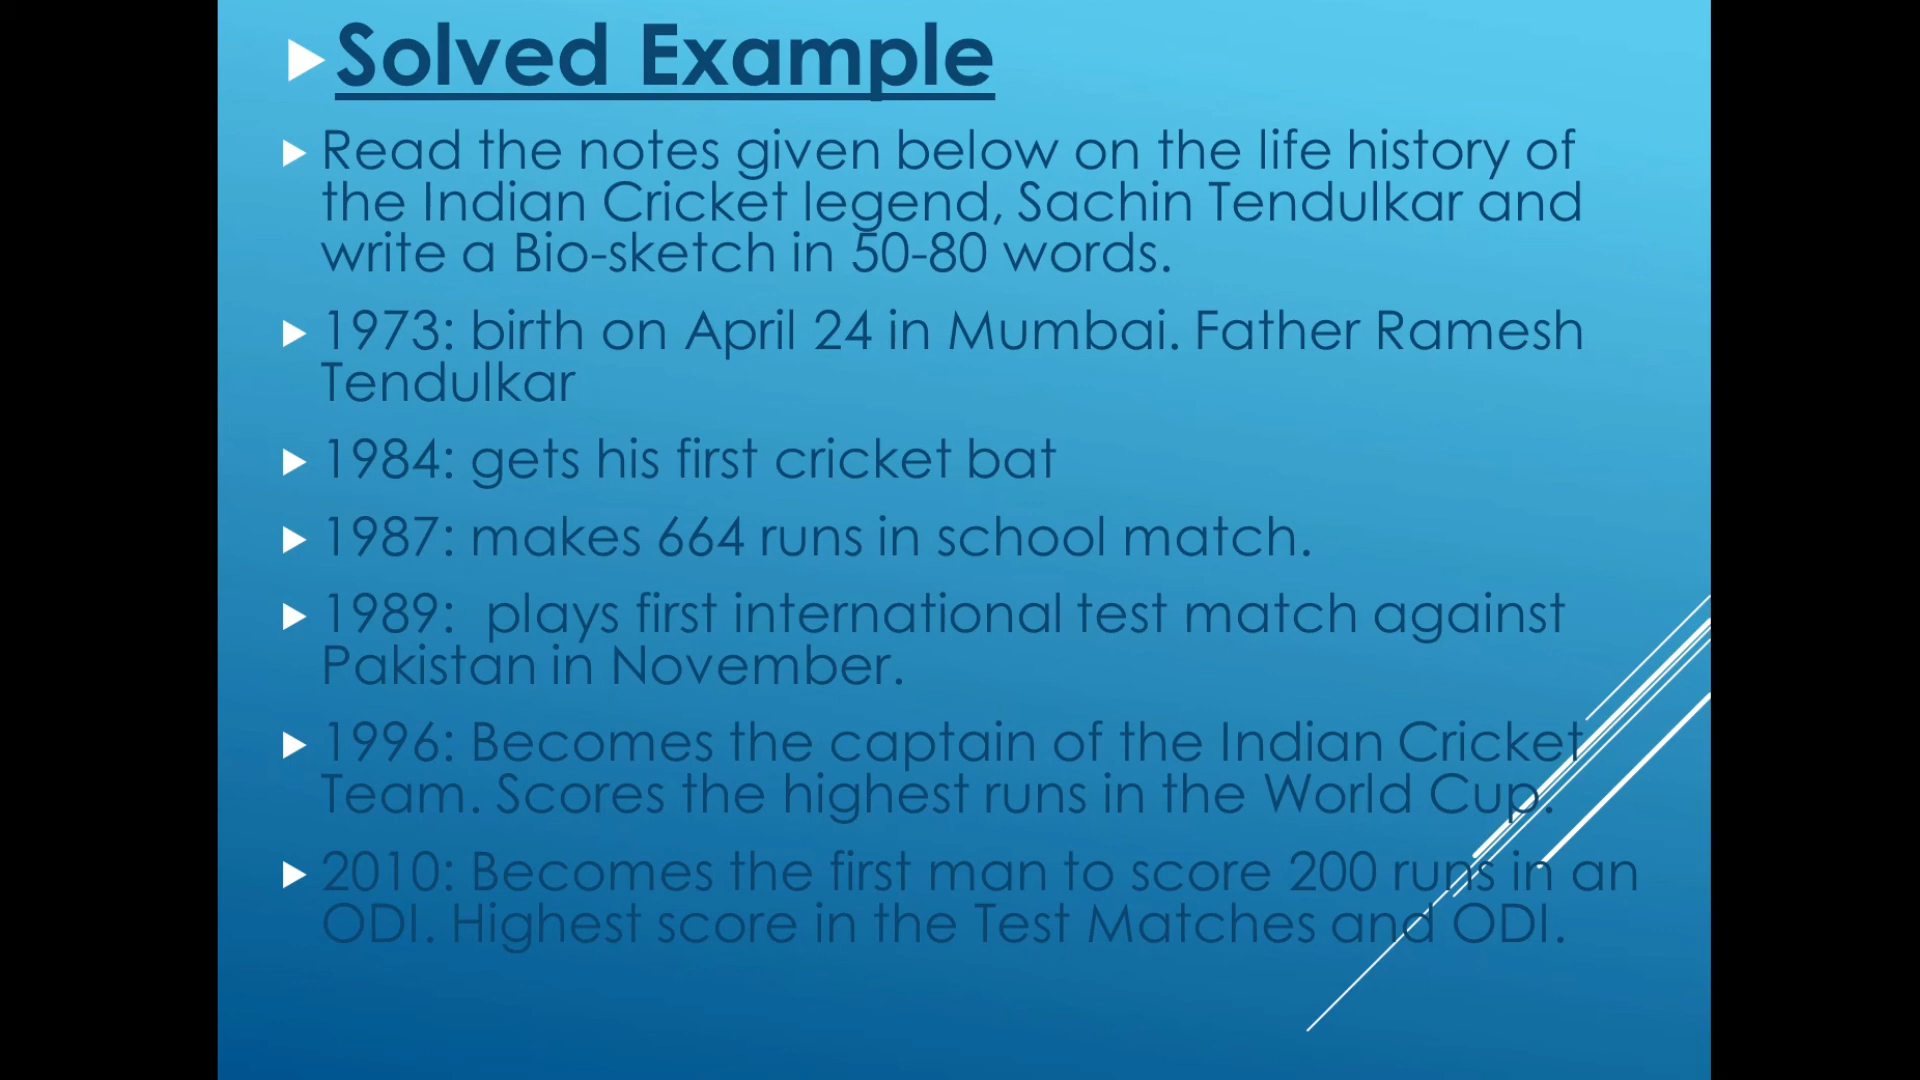 Solved Example
Read the notes given below on the life history of
the Indian Cricket legend, Sachin Tendulkar and
write a Bio-sketch in 50-80 words.
1973: birth on April 24 in Mumbai. Father Ramesh
Tendulkar
1984: gets his first cricket bat
1987: makes 664 runs in school match.
1989:  plays first international test match against
Pakistan in November.
1996: Becomes the captain of the Indian Cricket
Team. Scores the highest runs in the World Cup.
2010: Becomes the first man to score 200 runs in an
ODI. Highest score in the Test Matches and ODI.